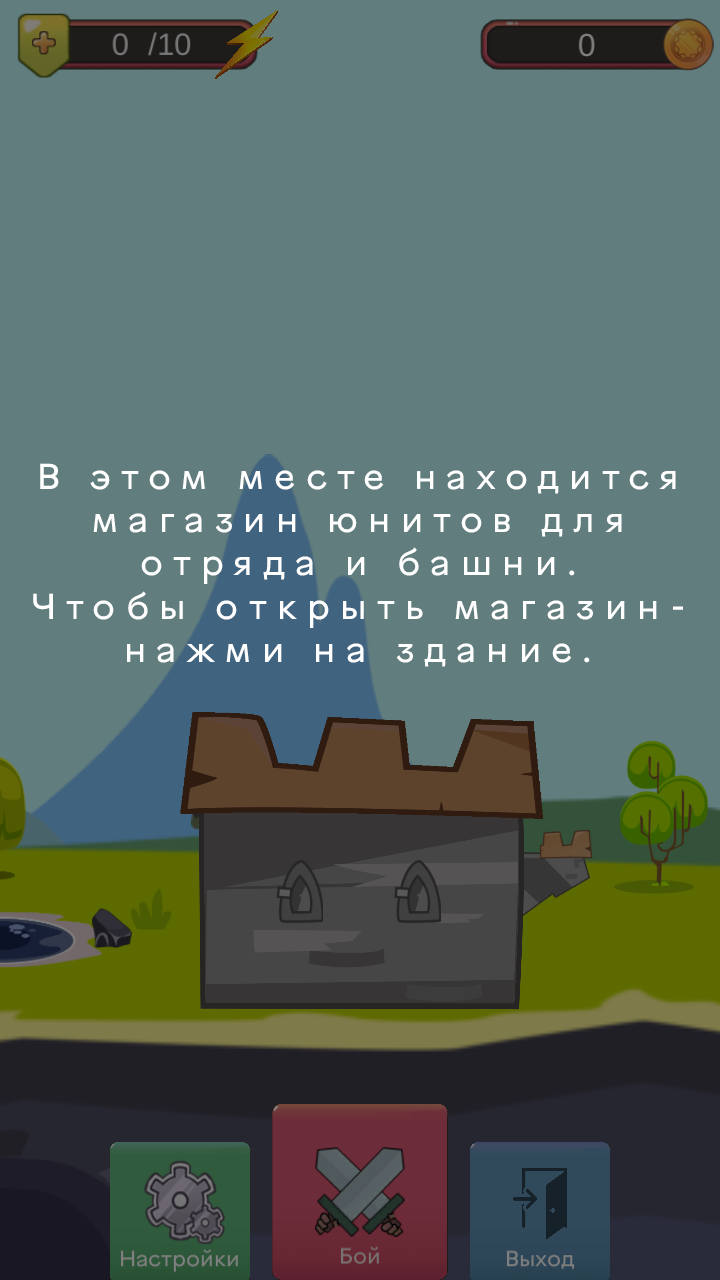 0 /10
0
В этом месте находится
магазин юнитов для
отряда и башни.
Чтобы открыть магазин-
нажми на здание.
Настройки
Бой
Выход